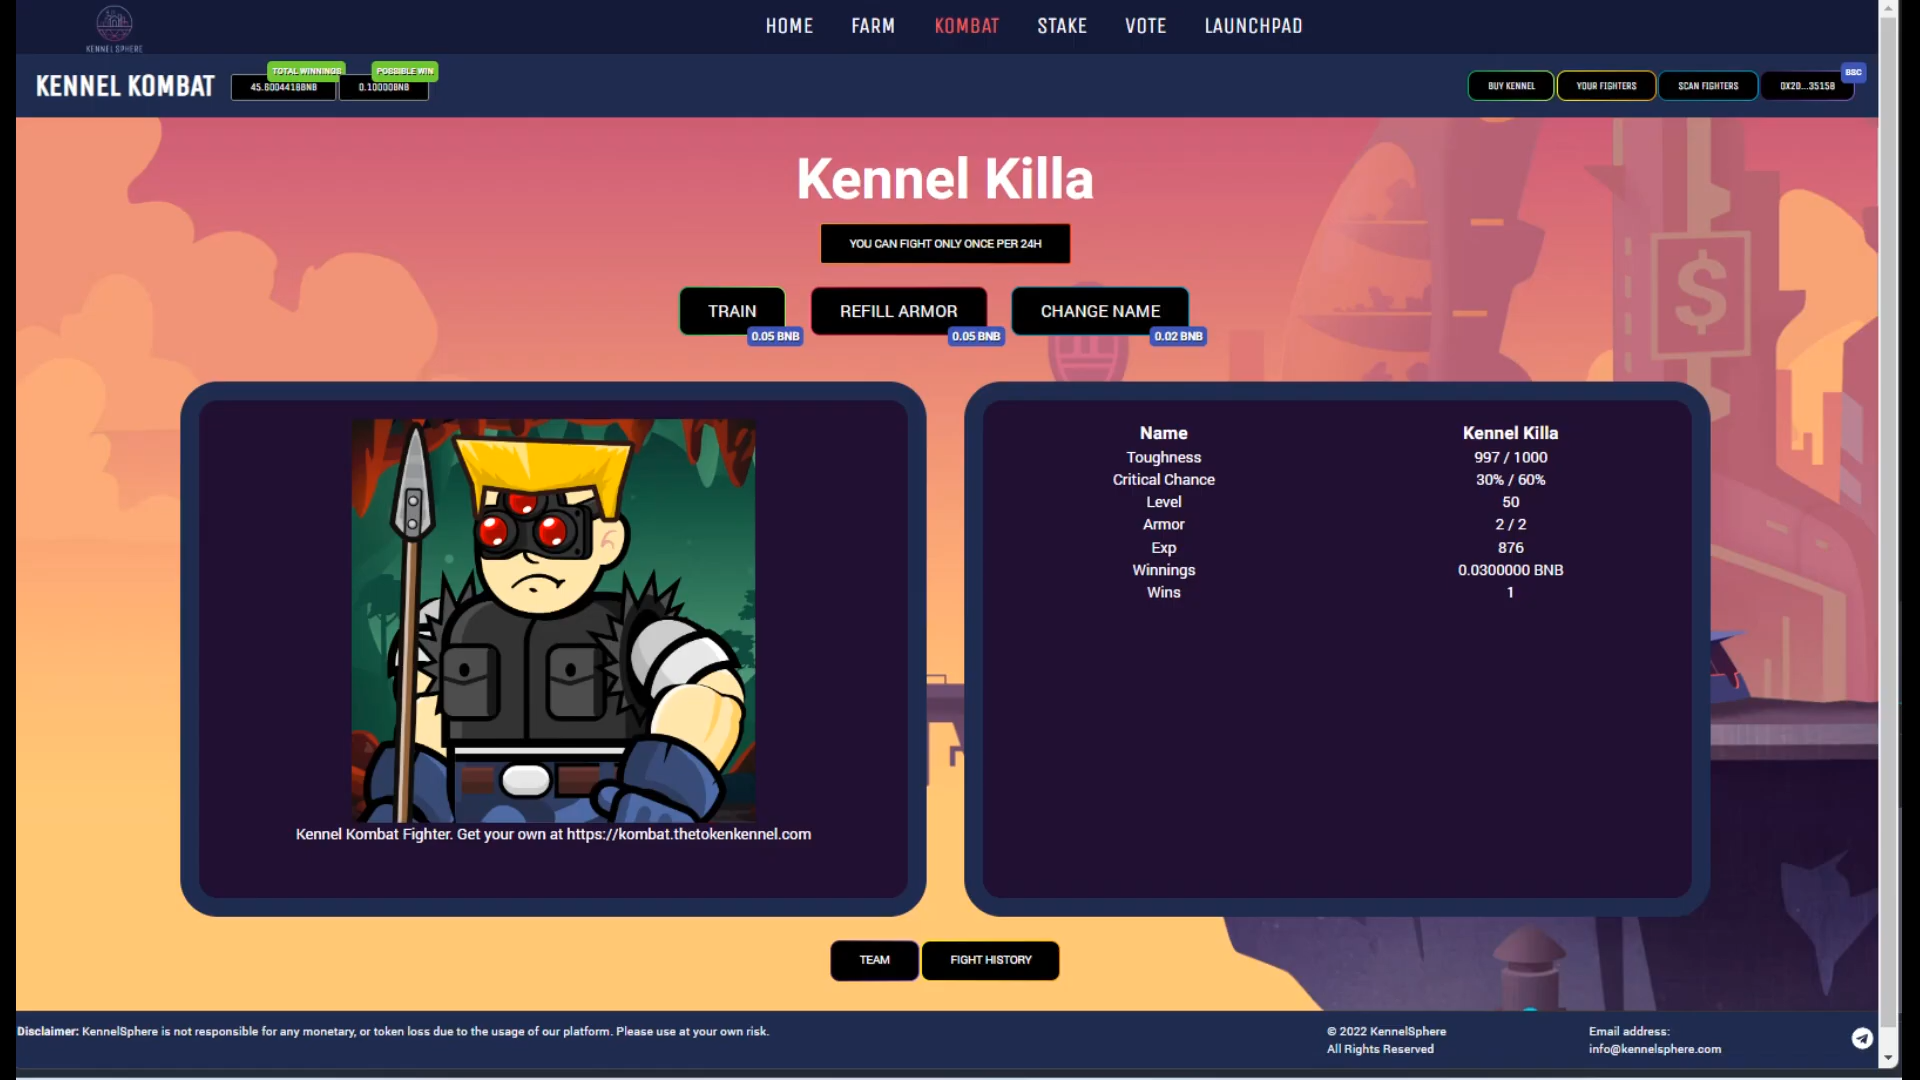 KENNEL SPHERE
HOME FARM KOMBAT STAKE VOTE LAUNCHPAD
KENNEL KOMBAT
TOTAL WINNINGS
POSSIBLE WIN
0.10000BNB
BUY KENNEL
YOUR FIGHTERS
SCAN FIGHTERS
BSC
Kennel Killa
YOU CAN FIGHT ONLY ONCE PER 24H
TRAIN
0.05 BNB
REFILL ARMOR
0.05 BNB
CHANGE NAME
0.02 BNB
Kennel Kombat Fighter. Get your own at https://kombat.thetokenkennel.com
Name Kennel Killa
Toughness 997 / 1000
Critical Chance 30% / 60%
Level 50
Armor 2 / 2
Exp 876
Winnings 0.0300000 BNB
Wins 1
TEAM
FIGHT HISTORY
Disclaimer: KennelSphere is not responsible for any monetary, or token loss due to the usage of our platform. Please use at your own risk.
© 2022 KennelSphere
All Rights Reserved
Email address:
info@kennelsphere.com